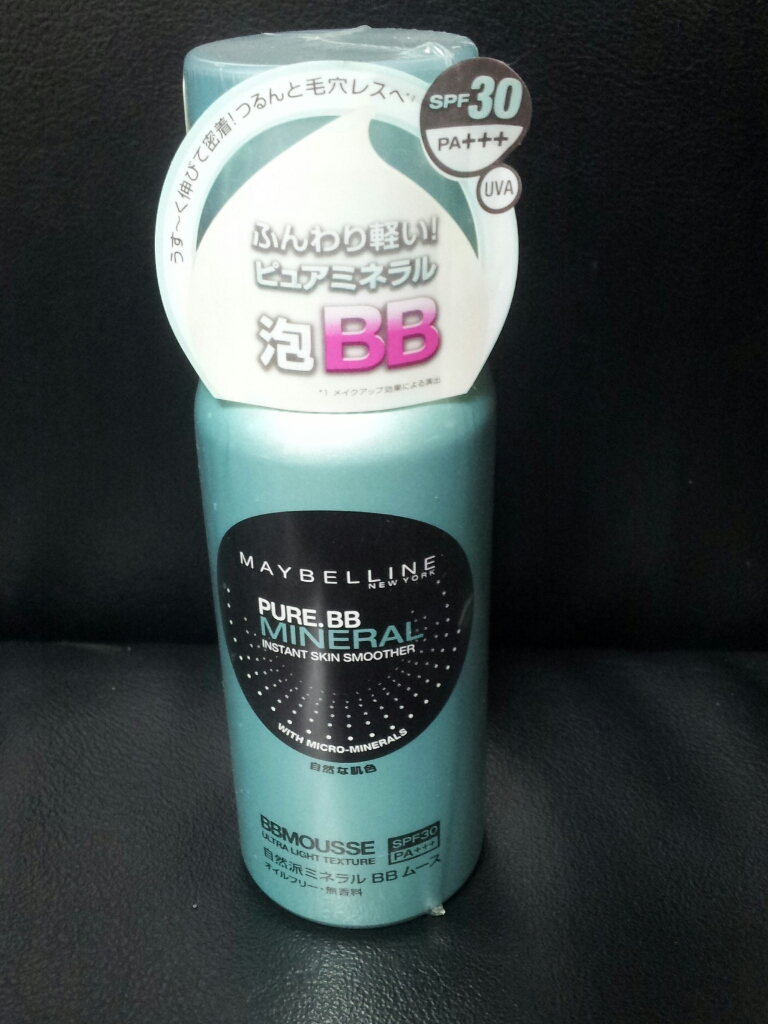 うす～く伸びて密着!つるんと毛穴レスへ*1
SPF30
PA+++
UVA
ふんわり軽い!
ピュアミネラル
泡BB
*1 メイクアップ効果による演出
MAYBELLINE
NEW YORK
PURE.BB
MINERAL
INSTANT SKIN SMOOTHER
WITH MICRO-MINERALS
自然な肌色
BBMOUSSE
ULTRA LIGHT TEXTURE
SPF30
PA+++
自然派ミネラル BB ムース
オイルフリー・無香料